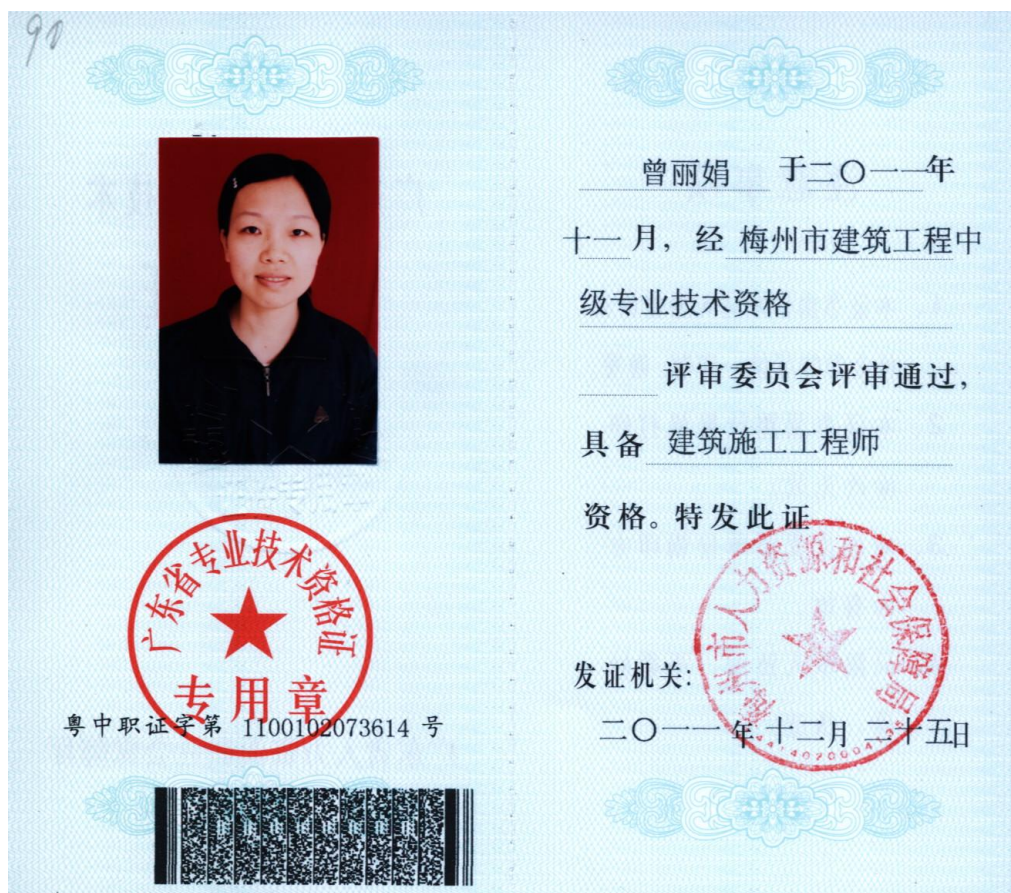 90
广东省专业技术资格证
专用章
粤中职证字第 1100102073614 号
曾丽娟 于二〇一一年
十一月，经 梅州市建筑工程中
级专业技术资格
评审委员会评审通过，
具备 建筑施工工程师
资格。特发此证
梅州市人力资源和社会保障局
发证机关：
二〇一一年十二月二十五日